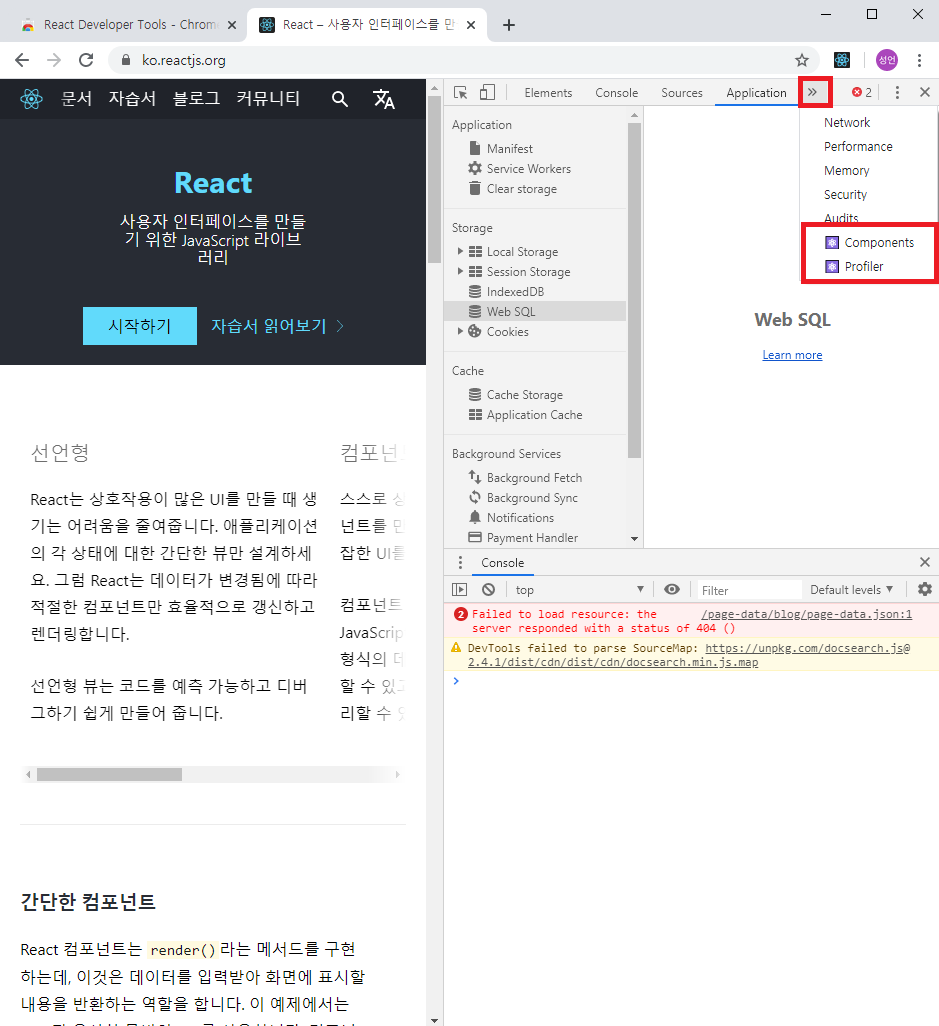 React Developer Tools - Chrome
React – 사용자 인터페이스를 만
ko.reactjs.org
성언
문서 자습서 블로그 커뮤니티
React
사용자 인터페이스를 만들
기 위한 JavaScript 라이브
러리
시작하기 자습서 읽어보기
선언형
React는 상호작용이 많은 UI를 만들 때 생
기는 어려움을 줄여줍니다. 애플리케이션
의 각 상태에 대한 간단한 뷰만 설계하세
요. 그럼 React는 데이터가 변경됨에 따라
적절한 컴포넌트만 효율적으로 갱신하고
렌더링합니다.
선언형 뷰는 코드를 예측 가능하고 디버
그하기 쉽게 만들어 줍니다.
컴포넌
스스로 상
넌트를 만
잡한 UI를
컴포넌트
JavaScrip
형식의 데
할 수 있고
리할 수 있
간단한 컴포넌트
React 컴포넌트는 render() 라는 메서드를 구현
하는데, 이것은 데이터를 입력받아 화면에 표시할
내용을 반환하는 역할을 합니다. 이 예제에서는
Elements Console Sources Application » 2
Application
Manifest
Service Workers
Clear storage
Storage
Local Storage
Session Storage
IndexedDB
Web SQL
Cookies
Cache
Cache Storage
Application Cache
Background Services
Background Fetch
Background Sync
Notifications
Payment Handler
Network
Performance
Memory
Security
Audits
Components
Profiler
Web SQL
Learn more
Console
top Filter Default levels
2 Failed to load resource: the /page-data/blog/page-data.json:1
server responded with a status of 404 ()
DevTools failed to parse SourceMap: https://unpkg.com/docsearch.js@
2.4.1/dist/cdn/dist/cdn/docsearch.min.js.map